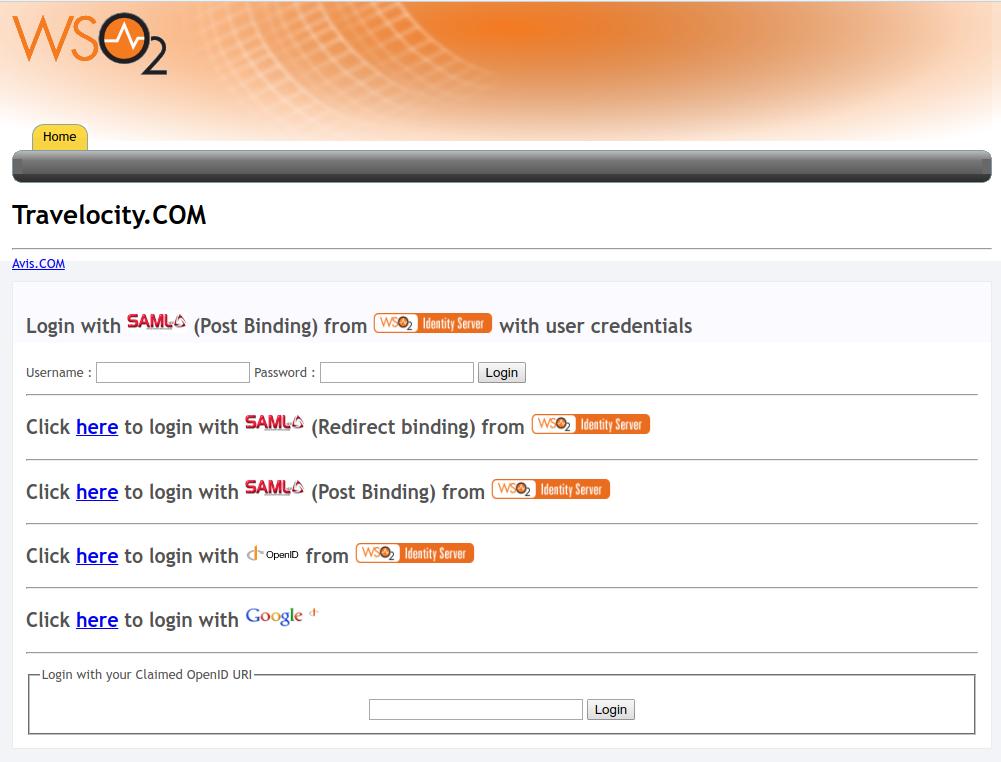 WSO2
Home
Travelocity.COM
Avis.COM
Login with SAML (Post Binding) from WSO2 Identity Server with user credentials
Username : Password : Login
Click here to login with SAML (Redirect binding) from WSO2 Identity Server
Click here to login with SAML (Post Binding) from WSO2 Identity Server
Click here to login with OpenID from WSO2 Identity Server
Click here to login with Google
Login with your Claimed OpenID URI
Login